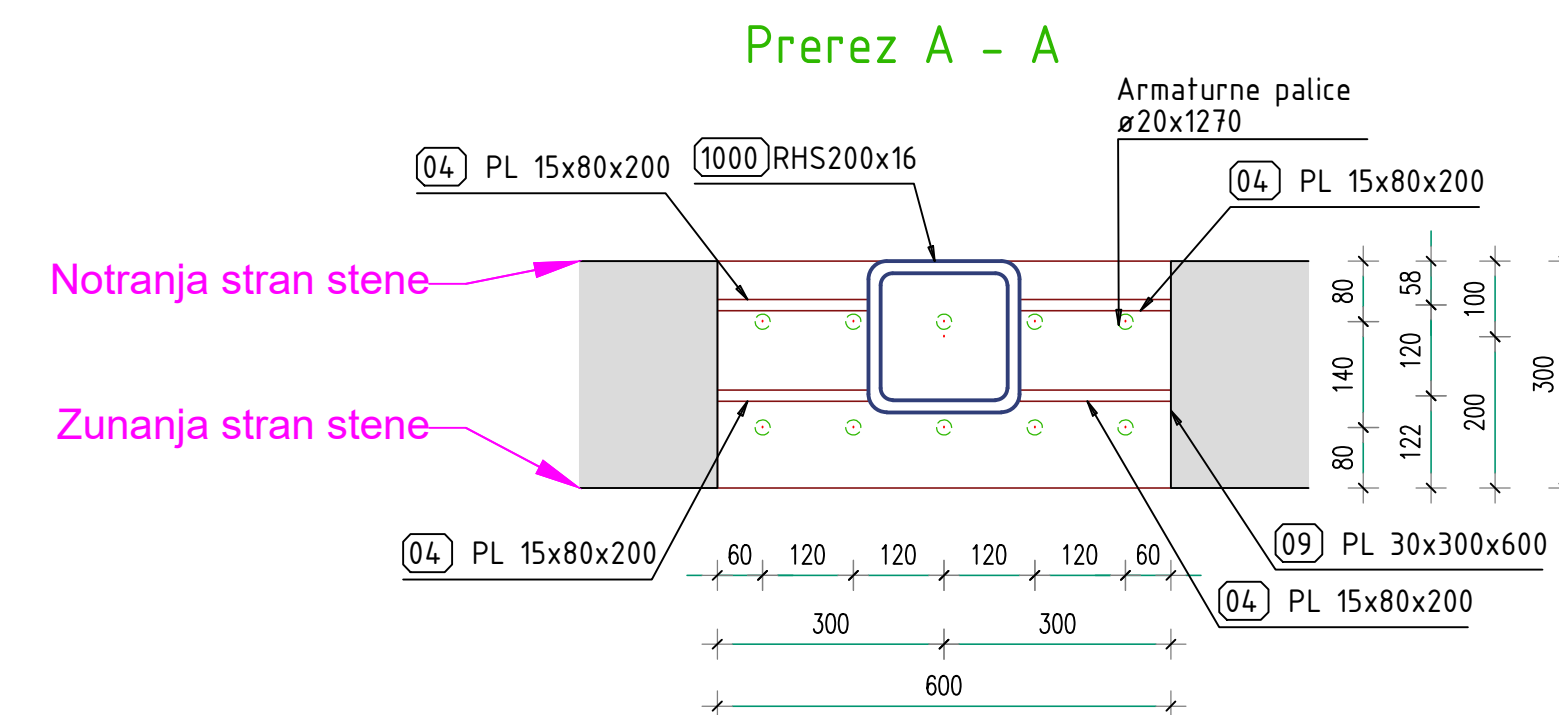 Prerez A - A
Armaturne palice
ø20x1270
04 PL 15x80x200
1000 RHS200x16
04 PL 15x80x200
Notranja stran stene
Zunanja stran stene
80
140
80
58
120
122
100
200
300
04 PL 15x80x200
09 PL 30x300x600
04 PL 15x80x200
60 120 120 120 120 60
300 300
600